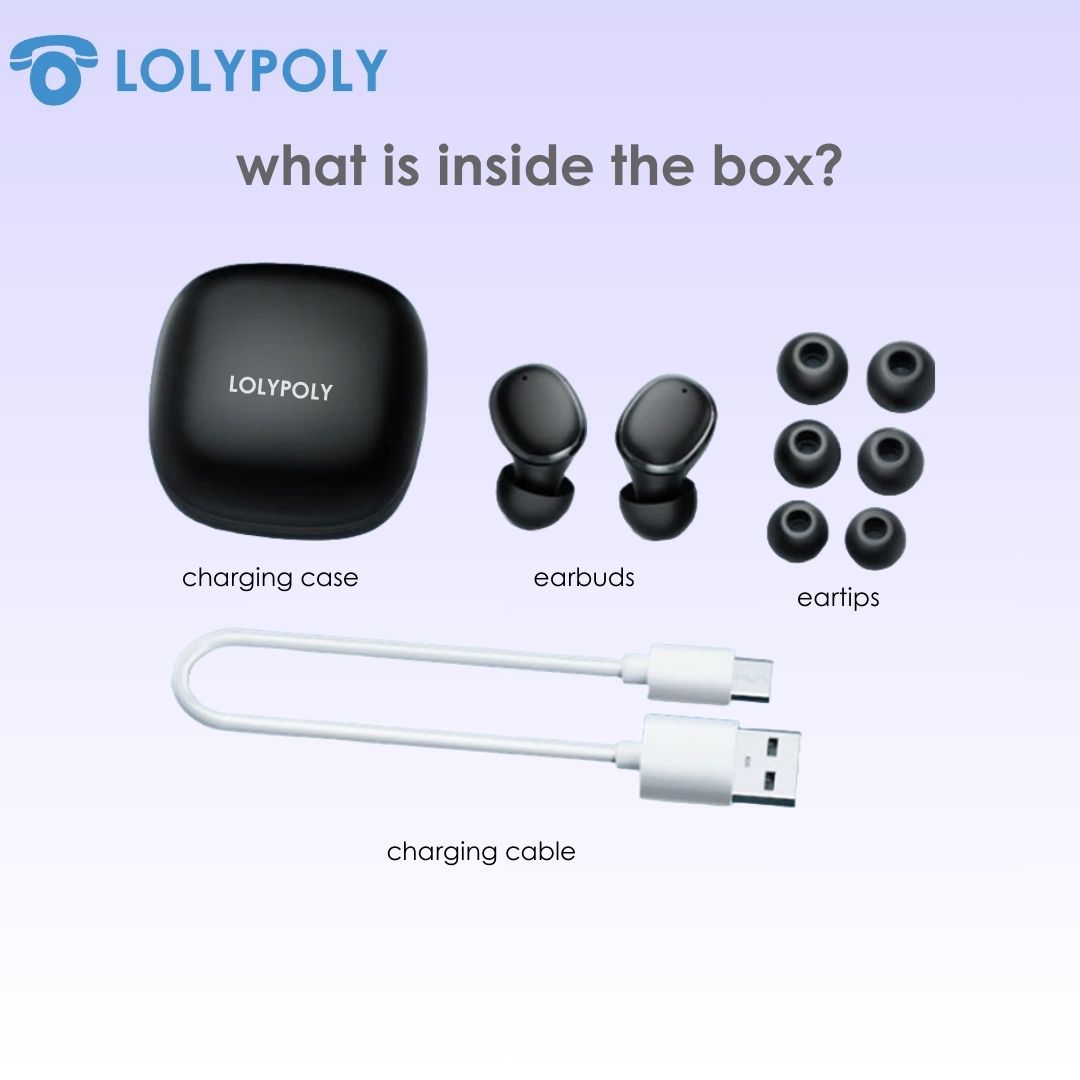 LOLYPOLY
what is inside the box?
LOLYPOLY
charging case
earbuds
eartips
charging cable